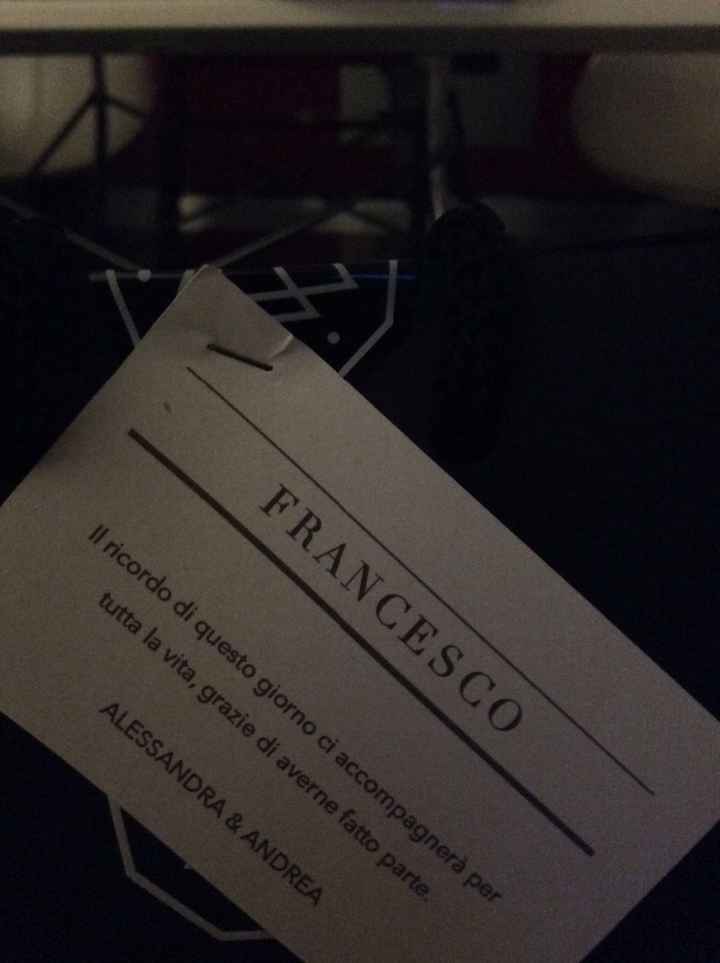 FRANCESCO
Il ricordo di questo giorno ci accompagnerà per
tutta la vita, grazie di averne fatto parte.
ALESSANDRA & ANDREA